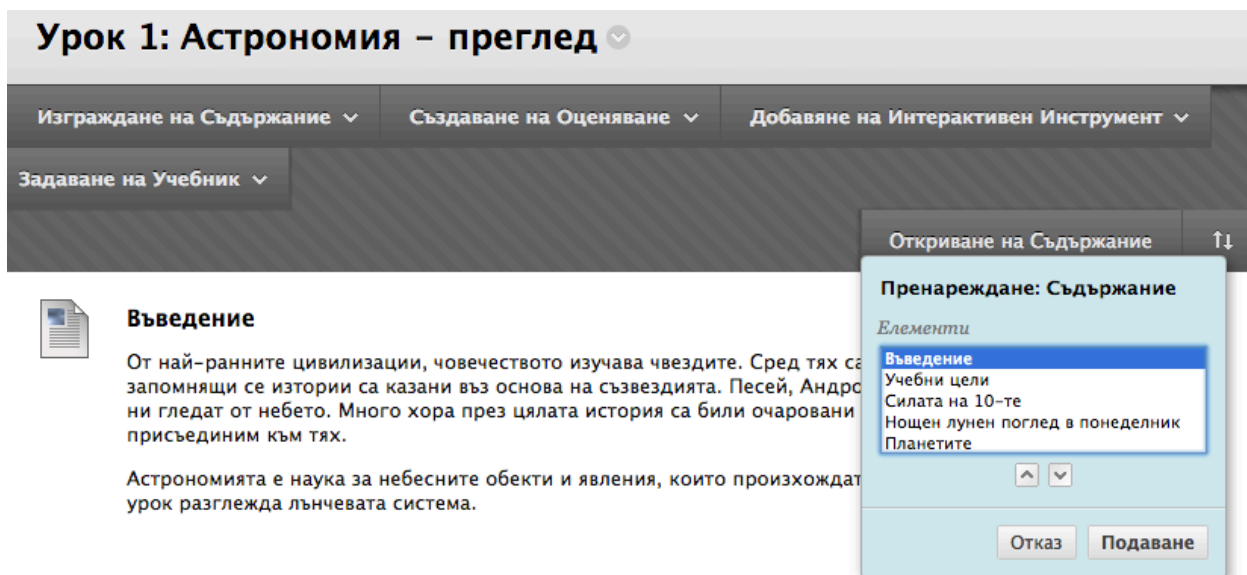 Урок 1: Астрономия – преглед
Изграждане на Съдържание
Създаване на Оценяване
Добавяне на Интерактивен Инструмент
Задаване на Учебник
Откриване на Съдържание
Въведение
От най-ранните цивилизации, човечеството изучава чвездите. Сред тях са
запомнящи се изтории са казани въз основа на съзвездията. Песей, Андро
ни гледат от небето. Много хора през цялата история са били очаровани
присъединим към тях.
Астрономията е наука за небесните обекти и явления, които произхождат
урок разглежда лънчевата система.
Пренареждане: Съдържание
Елементи
Въведение
Учебни цели
Силата на 10-те
Нощен лунен поглед в понеделник
Планетите
Отказ
Подаване